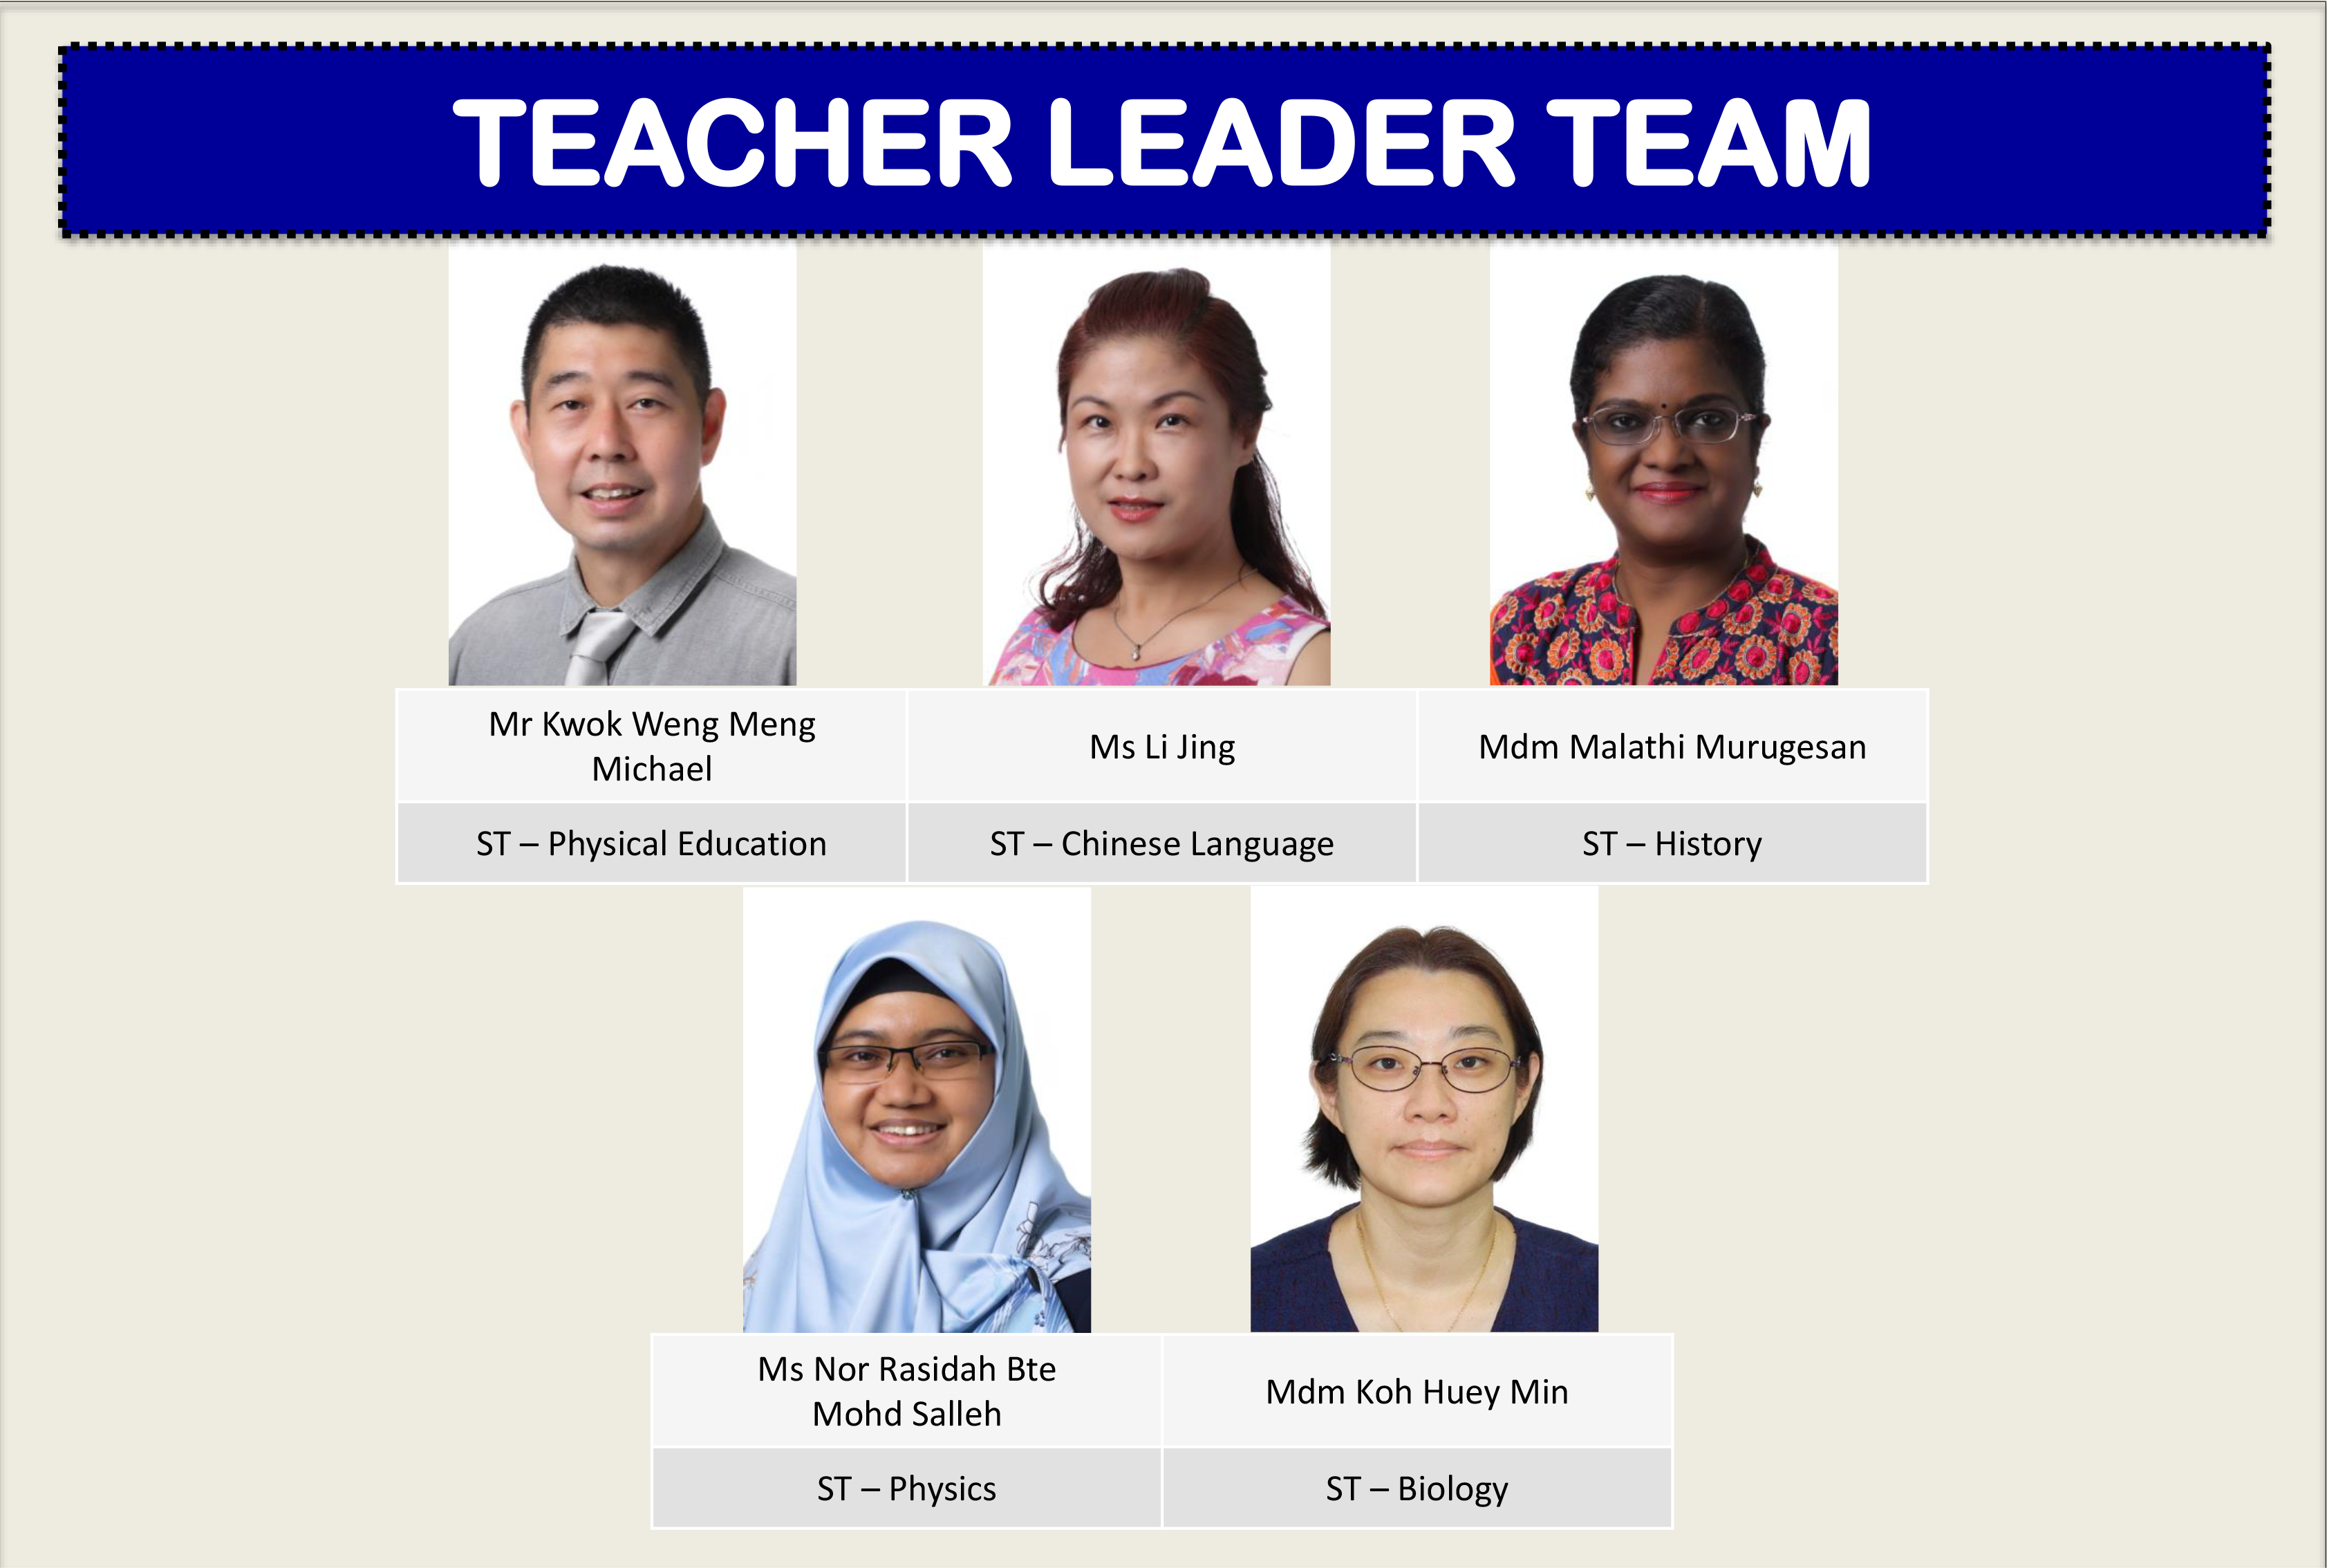 TEACHER LEADER TEAM
Mr Kwok Weng Meng
Michael
Ms Li Jing
Mdm Malathi Murugesan
ST – Physical Education
ST – Chinese Language
ST – History
Ms Nor Rasidah Bte
Mohd Salleh
Mdm Koh Huey Min
ST – Physics
ST – Biology